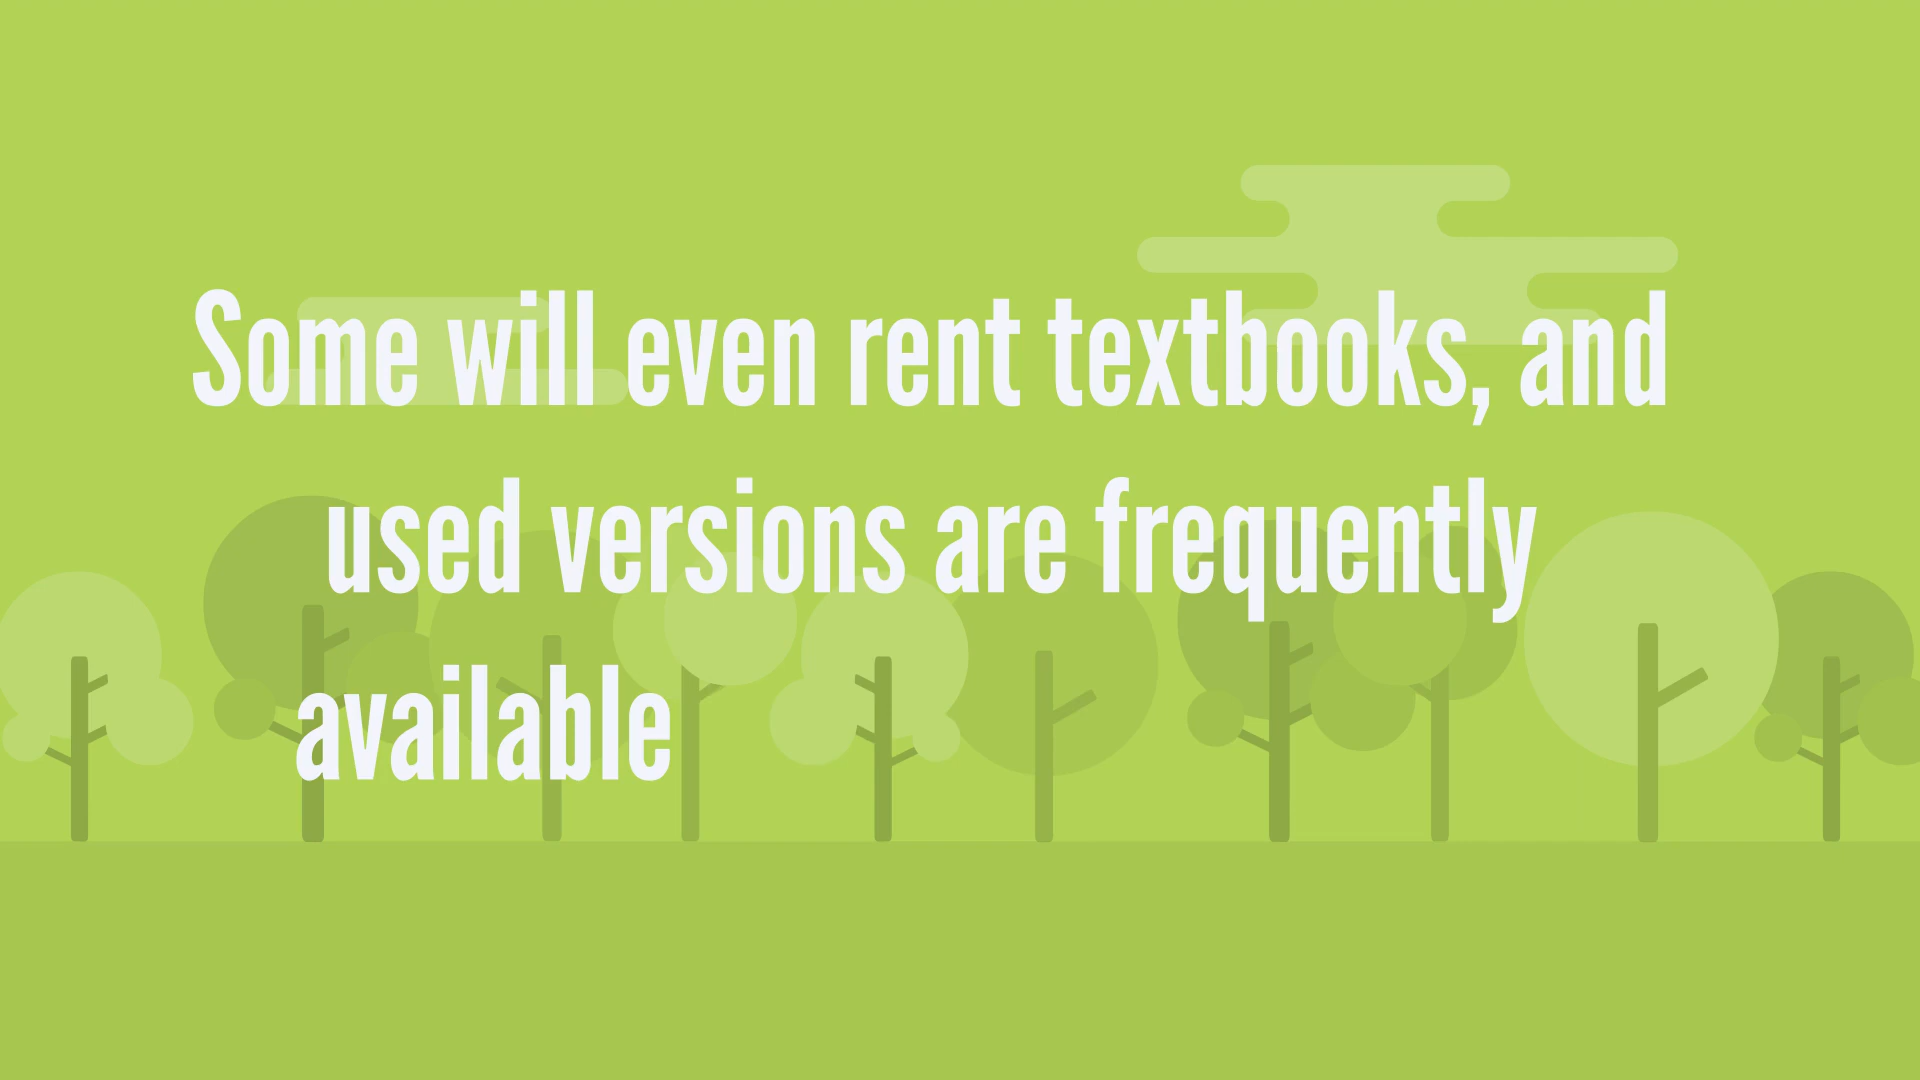 Some will even rent textbooks, and
used versions are frequently
available